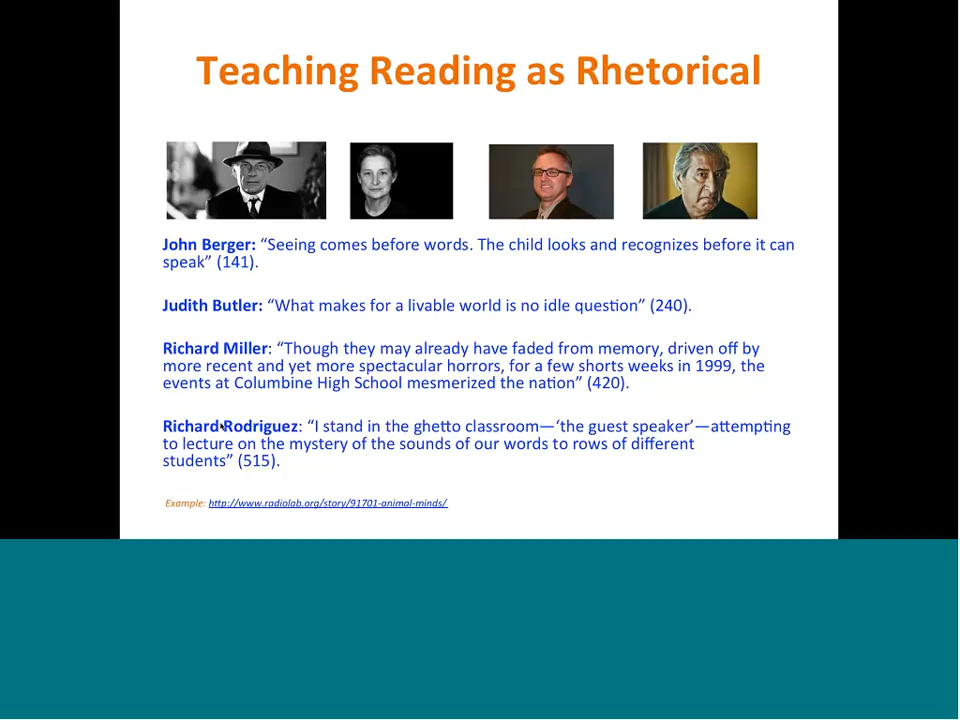 Teaching Reading as Rhetorical
John Berger: “Seeing comes before words. The child looks and recognizes before it can
speak” (141).
Judith Butler: “What makes for a livable world is no idle question” (240).
Richard Miller: “Though they may already have faded from memory, driven off by
more recent and yet more spectacular horrors, for a few shorts weeks in 1999, the
events at Columbine High School mesmerized the nation” (420).
Richard Rodriguez: “I stand in the ghetto classroom—‘the guest speaker’—attempting
to lecture on the mystery of the sounds of our words to rows of different
students” (515).
Example: http://www.radiolab.org/story/91701-animal-minds/